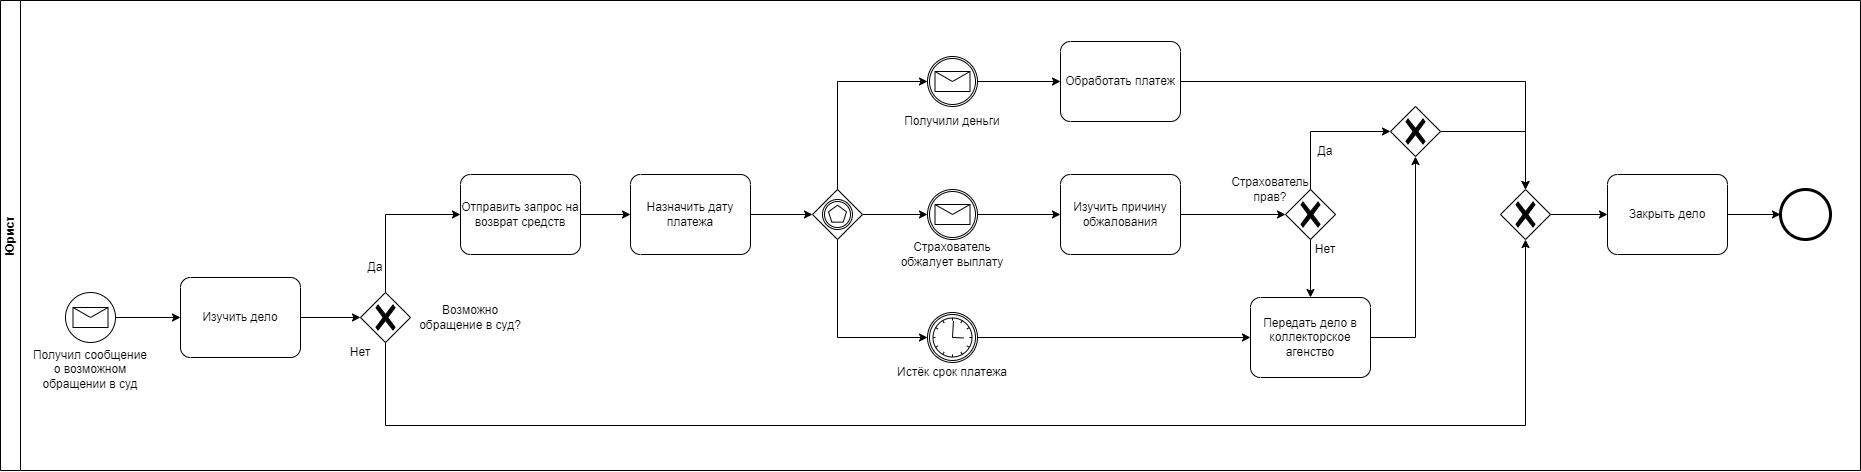 Юрист
Получил сообщение
о возможном
обращении в суд
Изучить дело
Да
Нет
Возможно
обращение в суд?
Отправить запрос на
возврат средств
Назначить дату
платежа
Получили деньги
Обработать платеж
Страхователь
обжалует выплату
Изучить причину
обжалования
Страхователь
прав?
Да
Нет
Истёк срок платежа
Передать дело в
коллекторское
агенство
Закрыть дело